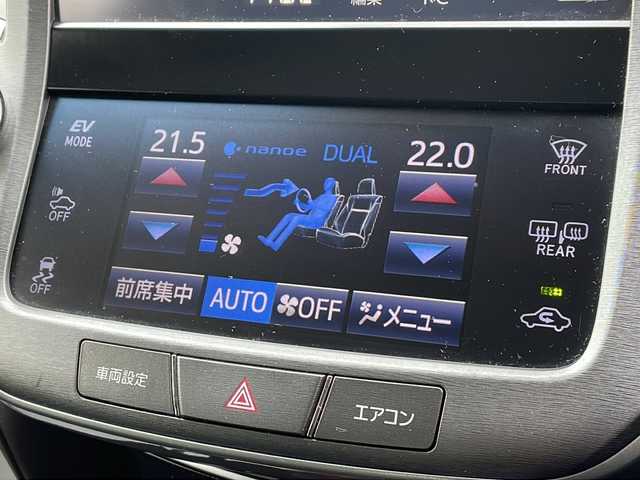 EV
MODE
21.5
nanoe
DUAL
22.0
FRONT
OFF
REAR
OFF
前席集中
AUTO
OFF
メニュー
車両設定
エアコン